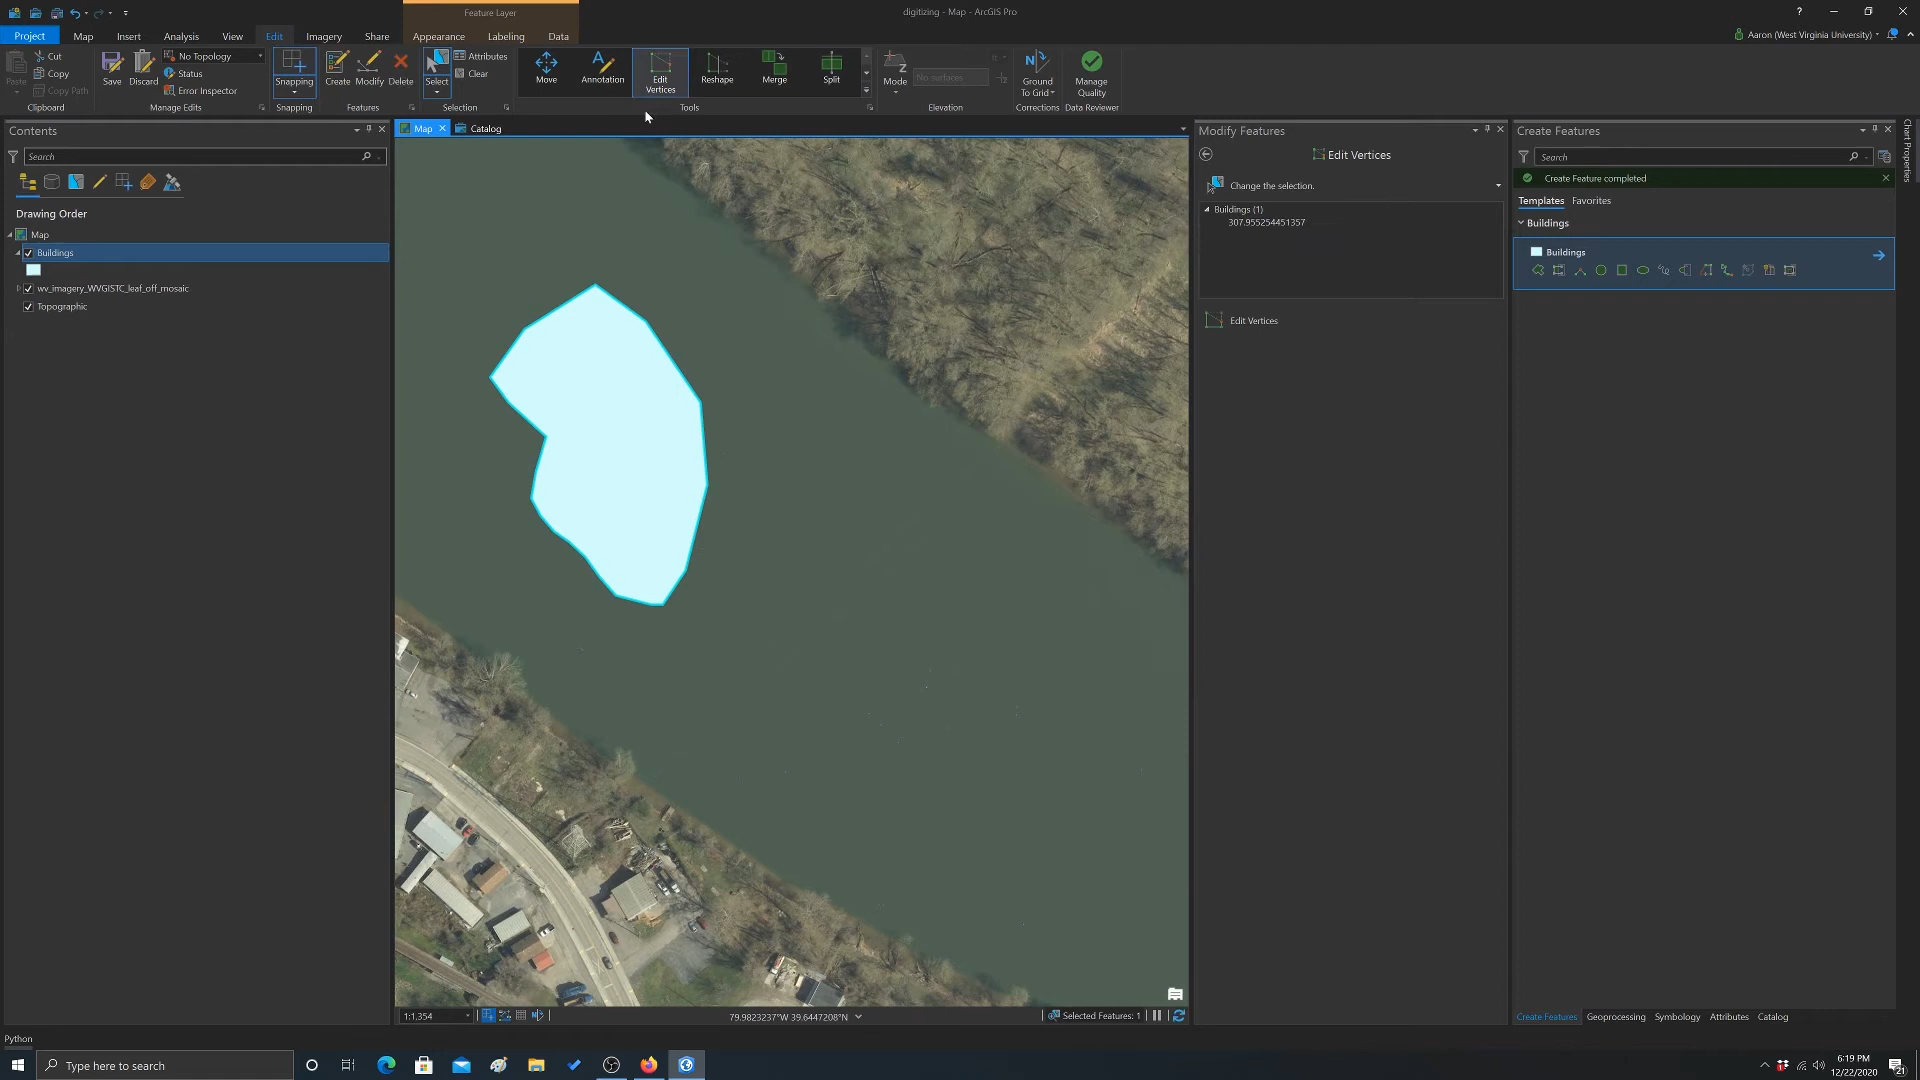 Feature Layer
digitizing - Map - ArcGIS Pro
?
Project Map Insert Analysis View Edit Imagery Share Appearance Labeling Data
Aaron (West Virginia University)
Paste
Cut
Copy
Copy Path
Clipboard
Save
Discard
No Topology
Status
Error Inspector
Manage Edits
Snapping
Snapping
Create
Modify
Delete
Features
Select
Attributes
Clear
Selection
Move
Annotation
Edit
Vertices
Reshape
Merge
Split
Tools
Mode
No surfaces
Elevation
Ground
To Grid
Corrections
Manage
Quality
Data Reviewer
Contents
Search
Drawing Order
Map
Buildings
wv_imagery_WVGISTC_leaf_off_mosaic
Topographic
Map
Catalog
1:1,354
79.9823237°W 39.6447208°N
Selected Features: 1
Modify Features
Edit Vertices
Change the selection.
Buildings (1)
307.955254451357
Edit Vertices
Create Features
Search
Create Feature completed
Templates Favorites
Buildings
Buildings
Create Features Geoprocessing Symbology Attributes Catalog
Chart Properties
Python
Type here to search
6:19 PM
12/22/2020
21